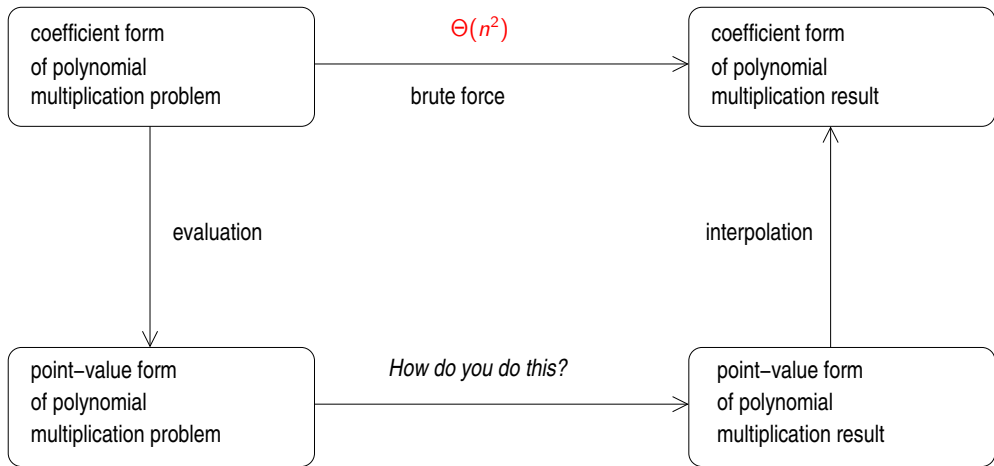 coefficient form
of polynomial
multiplication problem
Θ(n²)
brute force
coefficient form
of polynomial
multiplication result
evaluation
interpolation
point–value form
of polynomial
multiplication problem
How do you do this?
point–value form
of polynomial
multiplication result